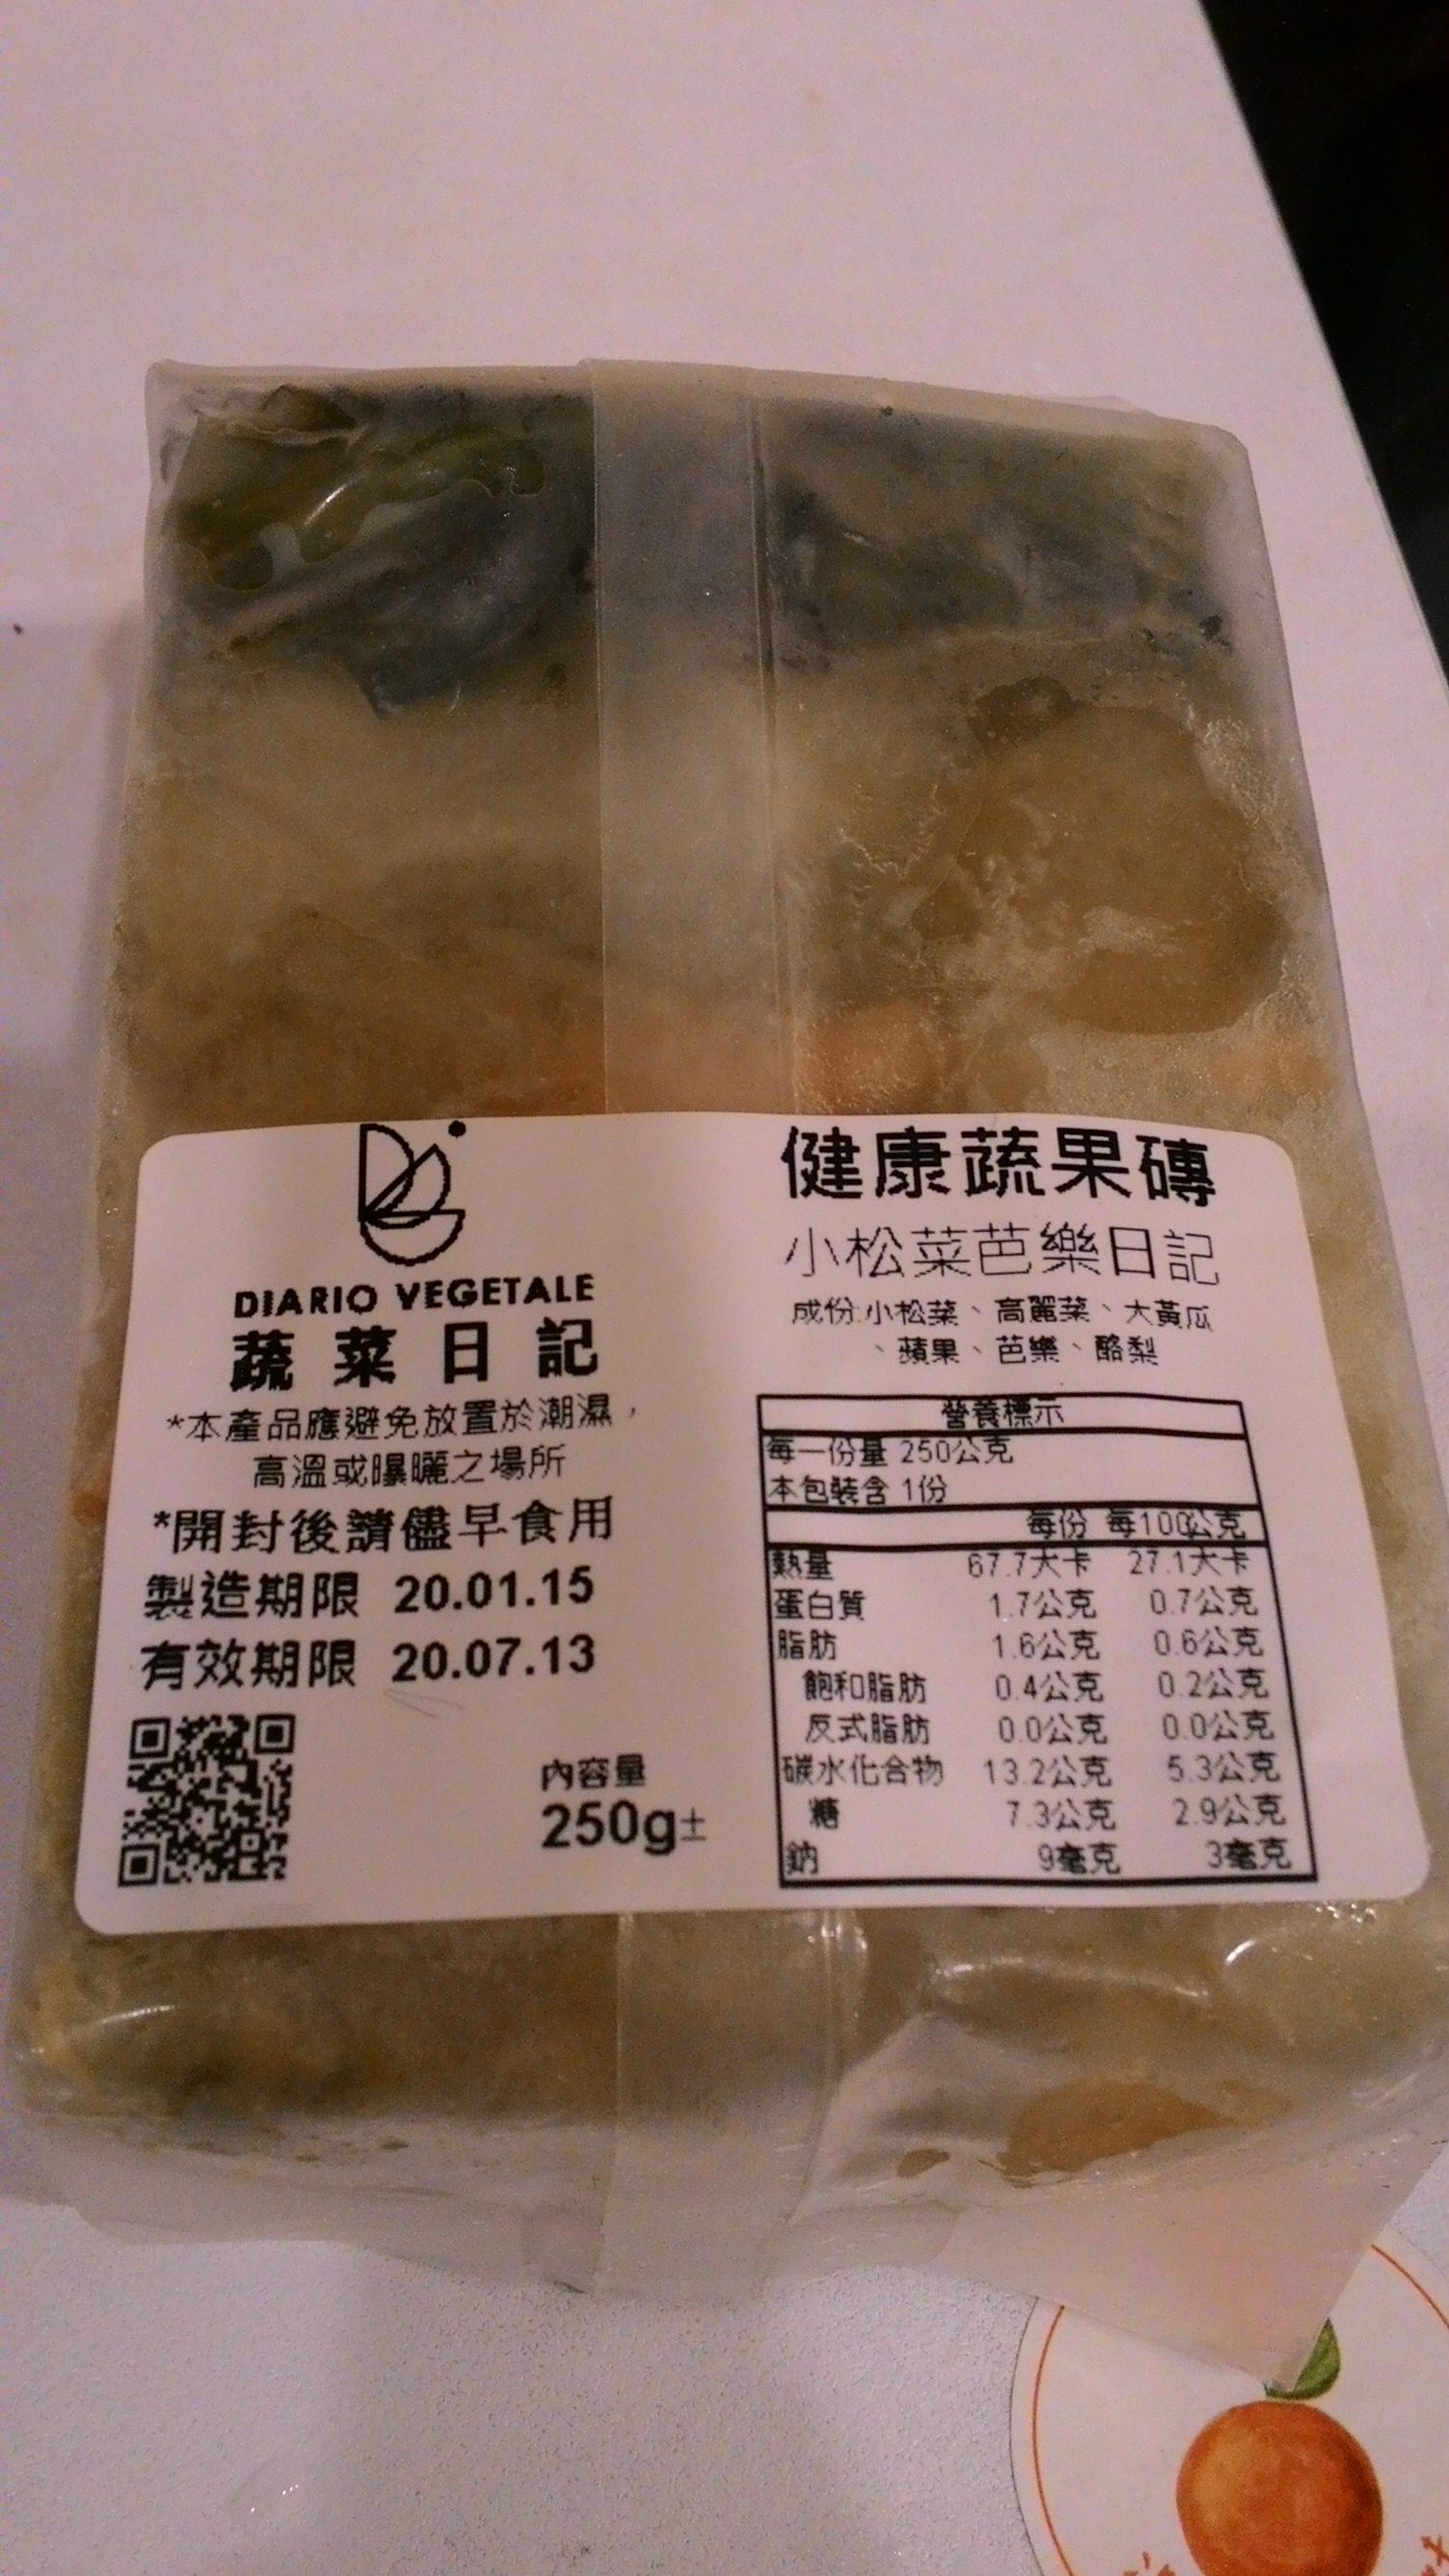 DIARIO VEGETALE
蔬菜日記
*本產品應避免放置於潮濕，
高溫或曝曬之場所
*開封後請儘早食用
製造期限 20.01.15
有效期限 20.07.13
內容量
250g±
健康蔬果磚
小松菜芭樂日記
成份:小松菜、高麗菜、大黃瓜
、蘋果、芭樂、酪梨
營養標示
每一份量 250公克
本包裝含 1份
每份 每100公克
熱量 67.7大卡 27.1大卡
蛋白質 1.7公克 0.7公克
脂肪 1.6公克 0.6公克
飽和脂肪 0.4公克 0.2公克
反式脂肪 0.0公克 0.0公克
碳水化合物 13.2公克 5.3公克
糖 7.3公克 2.9公克
鈉 9毫克 3毫克